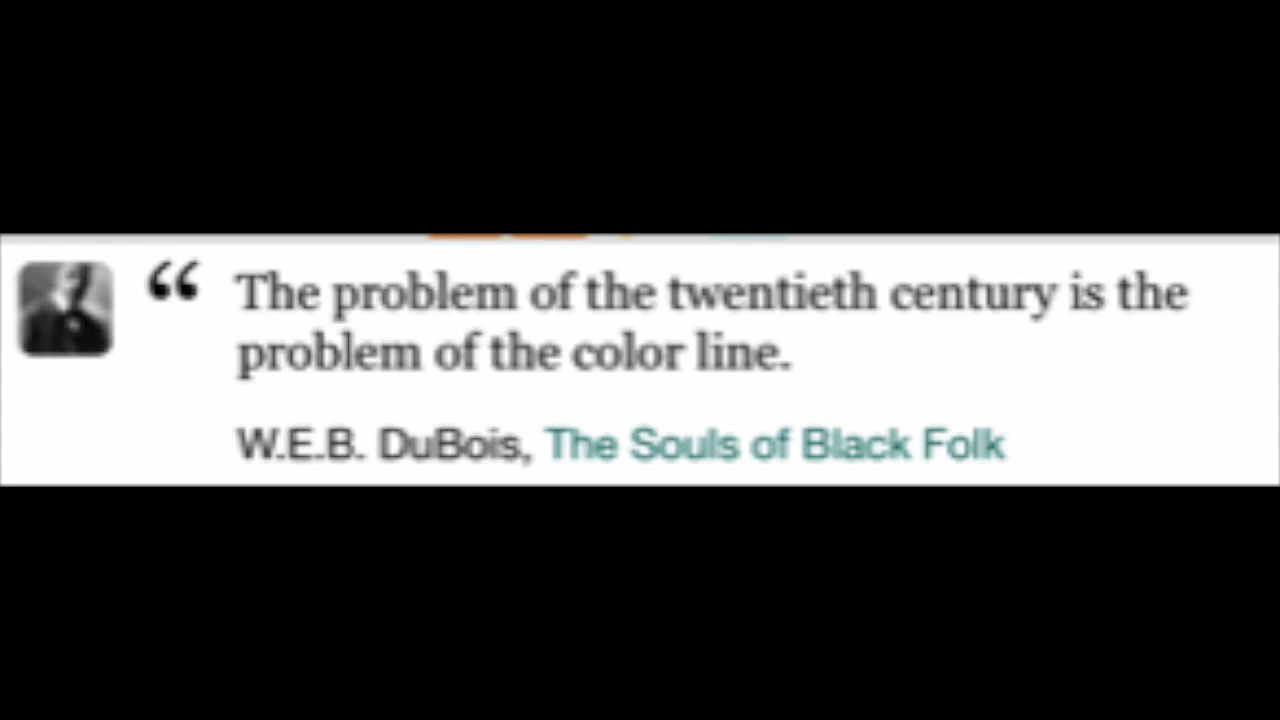 “ The problem of the twentieth century is the
problem of the color line.
W.E.B. DuBois, The Souls of Black Folk